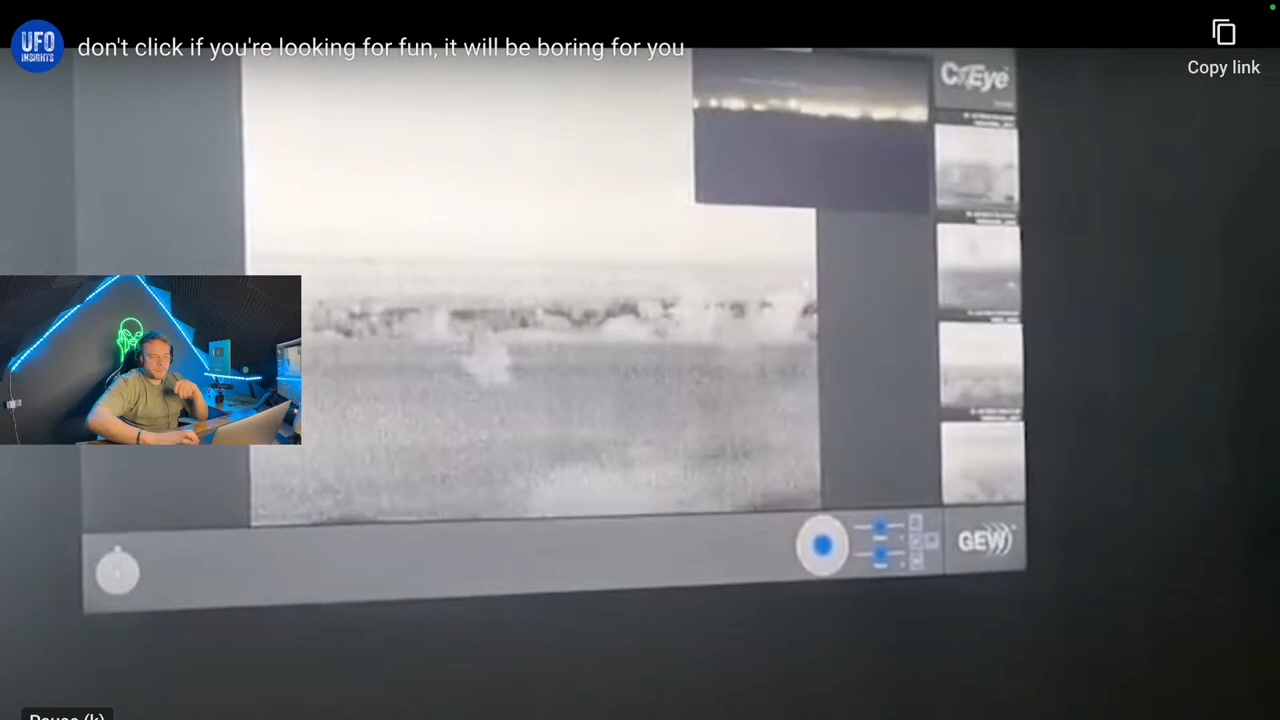 UFO
INSIGHTS
don't click if you're looking for fun, it will be boring for you
Copy link
GEW
Pause (k)